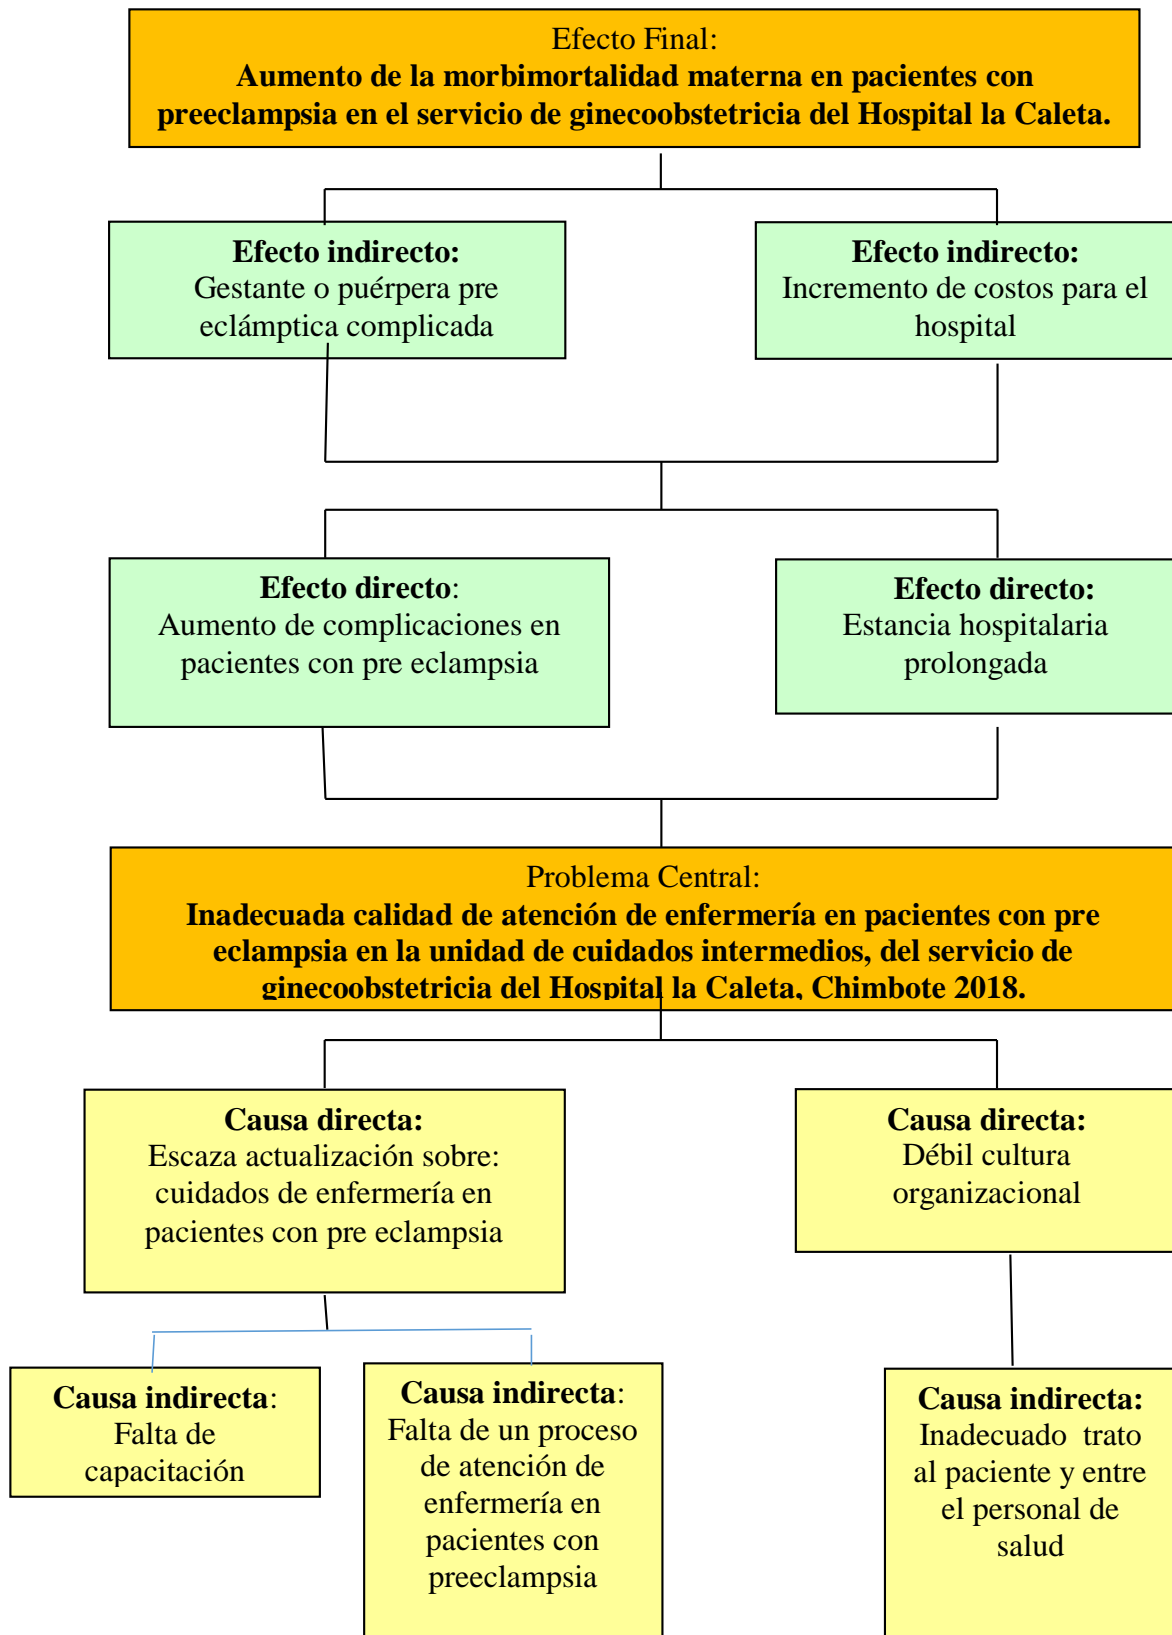 Efecto Final:
Aumento de la morbimortalidad materna en pacientes con
preeclampsia en el servicio de ginecoobstetricia del Hospital la Caleta.
Efecto indirecto:
Gestante o puérpera pre
eclámptica complicada
Efecto indirecto:
Incremento de costos para el
hospital
Efecto directo:
Aumento de complicaciones en
pacientes con pre eclampsia
Efecto directo:
Estancia hospitalaria
prolongada
Problema Central:
Inadecuada calidad de atención de enfermería en pacientes con pre
eclampsia en la unidad de cuidados intermedios, del servicio de
ginecoobstetricia del Hospital la Caleta, Chimbote 2018.
Causa directa:
Escaza actualización sobre:
cuidados de enfermería en
pacientes con pre eclampsia
Causa directa:
Débil cultura
organizacional
Causa indirecta:
Falta de
capacitación
Causa indirecta:
Falta de un proceso
de atención de
enfermería en
pacientes con
preeclampsia
Causa indirecta:
Inadecuado trato
al paciente y entre
el personal de
salud